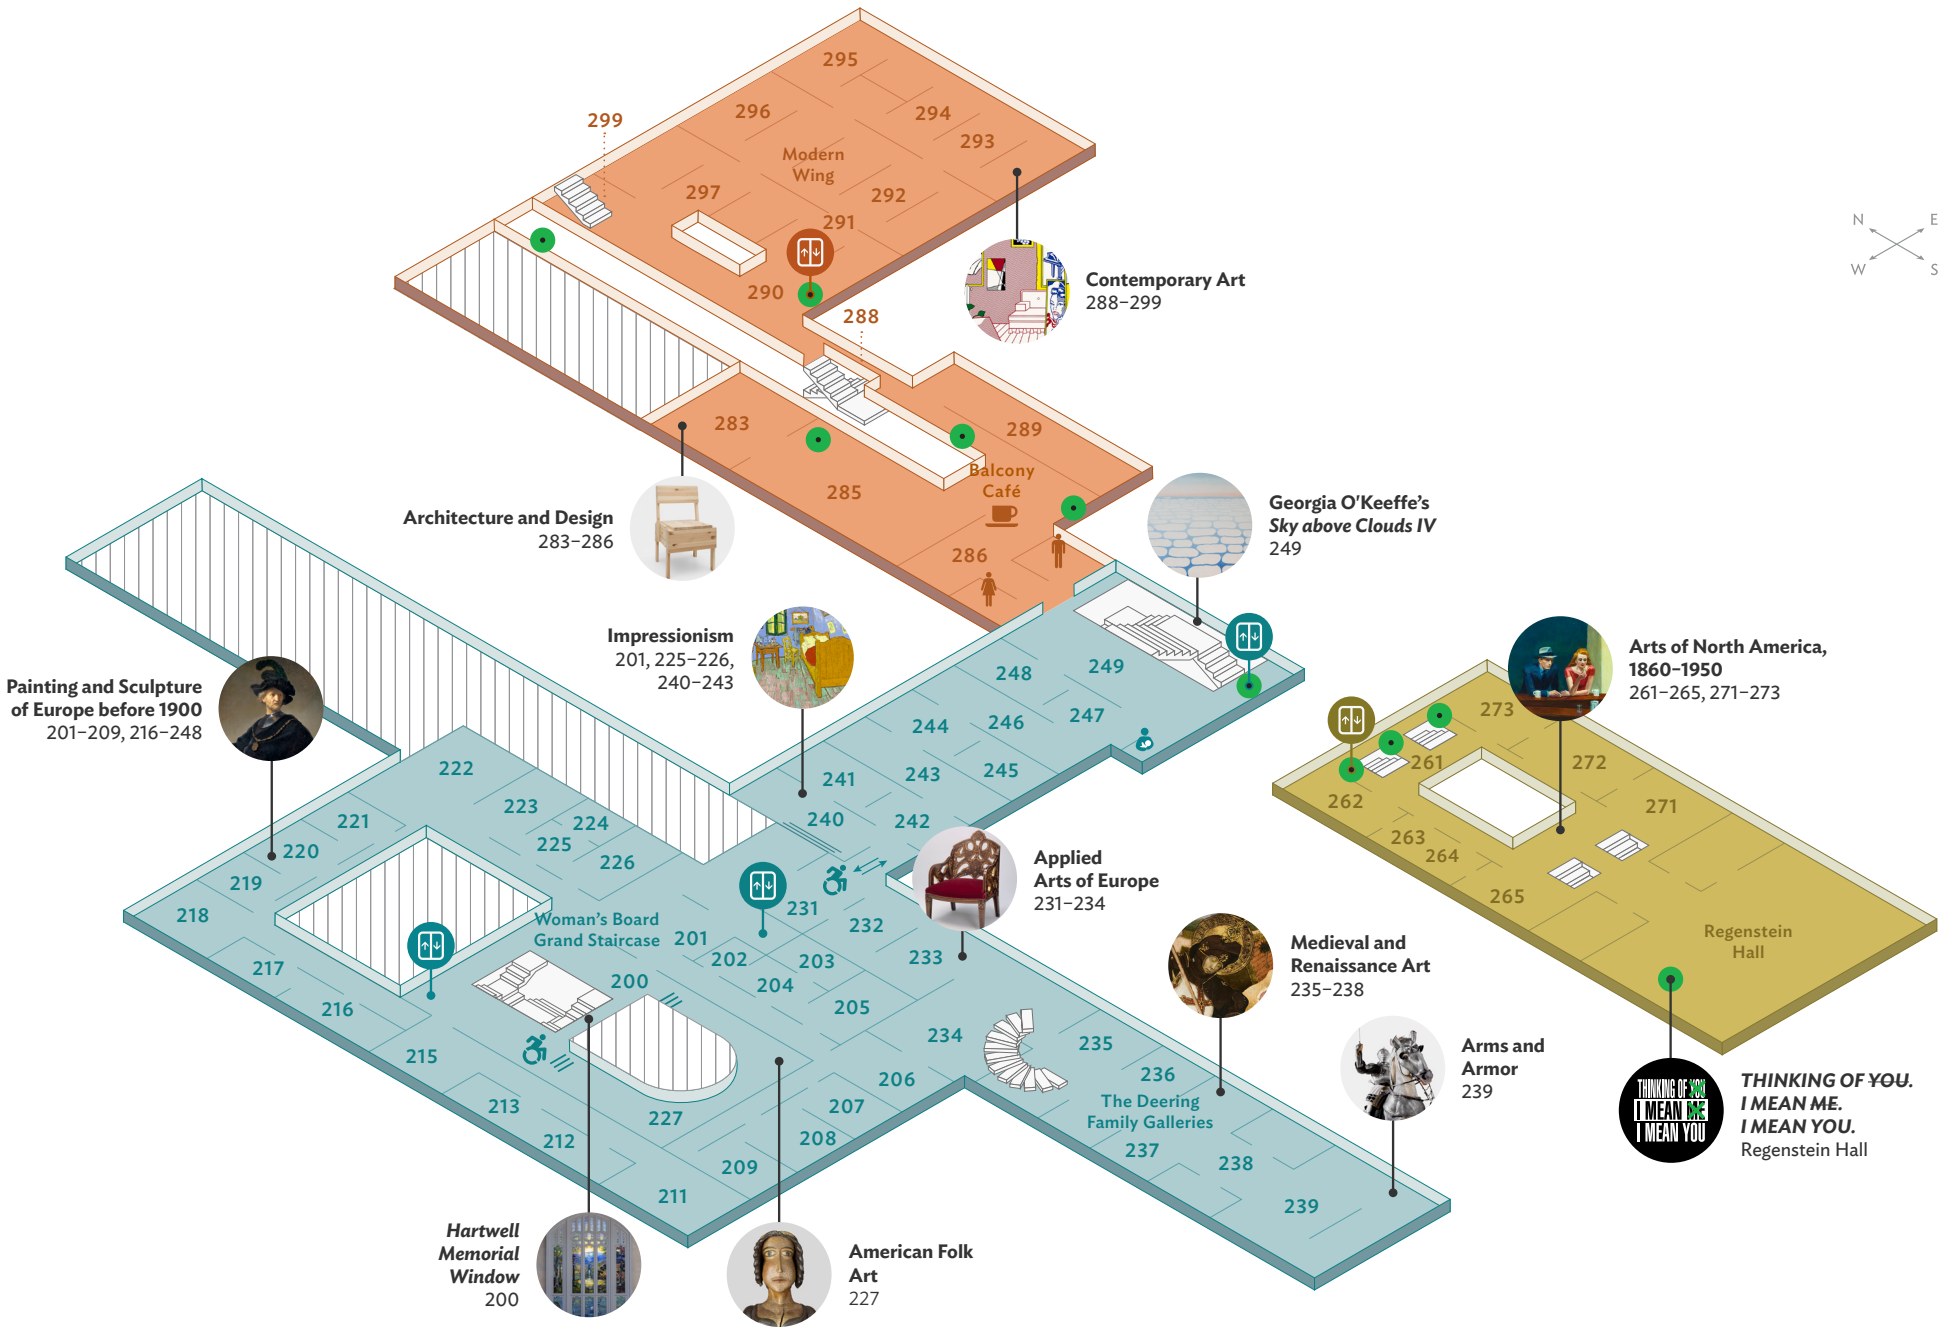 295
296
294
299
293
Modern
Wing
297
292
291
N
E
W
S
290
288
Contemporary Art
288–299
283
289
Balcony
Café
285
Architecture and Design
283–286
Georgia O'Keeffe's
Sky above Clouds IV
249
286
Impressionism
201, 225–226,
240–243
Painting and Sculpture
of Europe before 1900
201–209, 216–248
248
249
244
246
247
241
243
245
240
242
Arts of North America,
1860–1950
261–265, 271–273
273
261
272
262
271
263
264
265
Regenstein
Hall
222
223
224
221
225
226
220
219
218
217
216
215
Woman's Board
Grand Staircase
201
202
200
231
232
203
204
205
233
234
Applied
Arts of Europe
231–234
Medieval and
Renaissance Art
235–238
235
236
The Deering
Family Galleries
237
238
239
Arms and
Armor
239
206
207
208
209
213
212
227
211
Hartwell
Memorial
Window
200
American Folk
Art
227
THINKING OF YOU
I MEAN ME
I MEAN YOU
THINKING OF YOU.
I MEAN ME.
I MEAN YOU.
Regenstein Hall